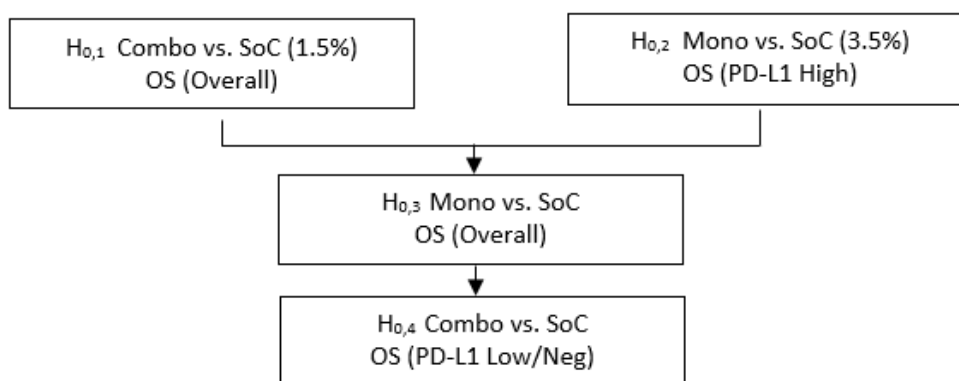 H₀,₁ Combo vs. SoC (1.5%)
OS (Overall)
H₀,₂ Mono vs. SoC (3.5%)
OS (PD-L1 High)
H₀,₃ Mono vs. SoC
OS (Overall)
H₀,₄ Combo vs. SoC
OS (PD-L1 Low/Neg)